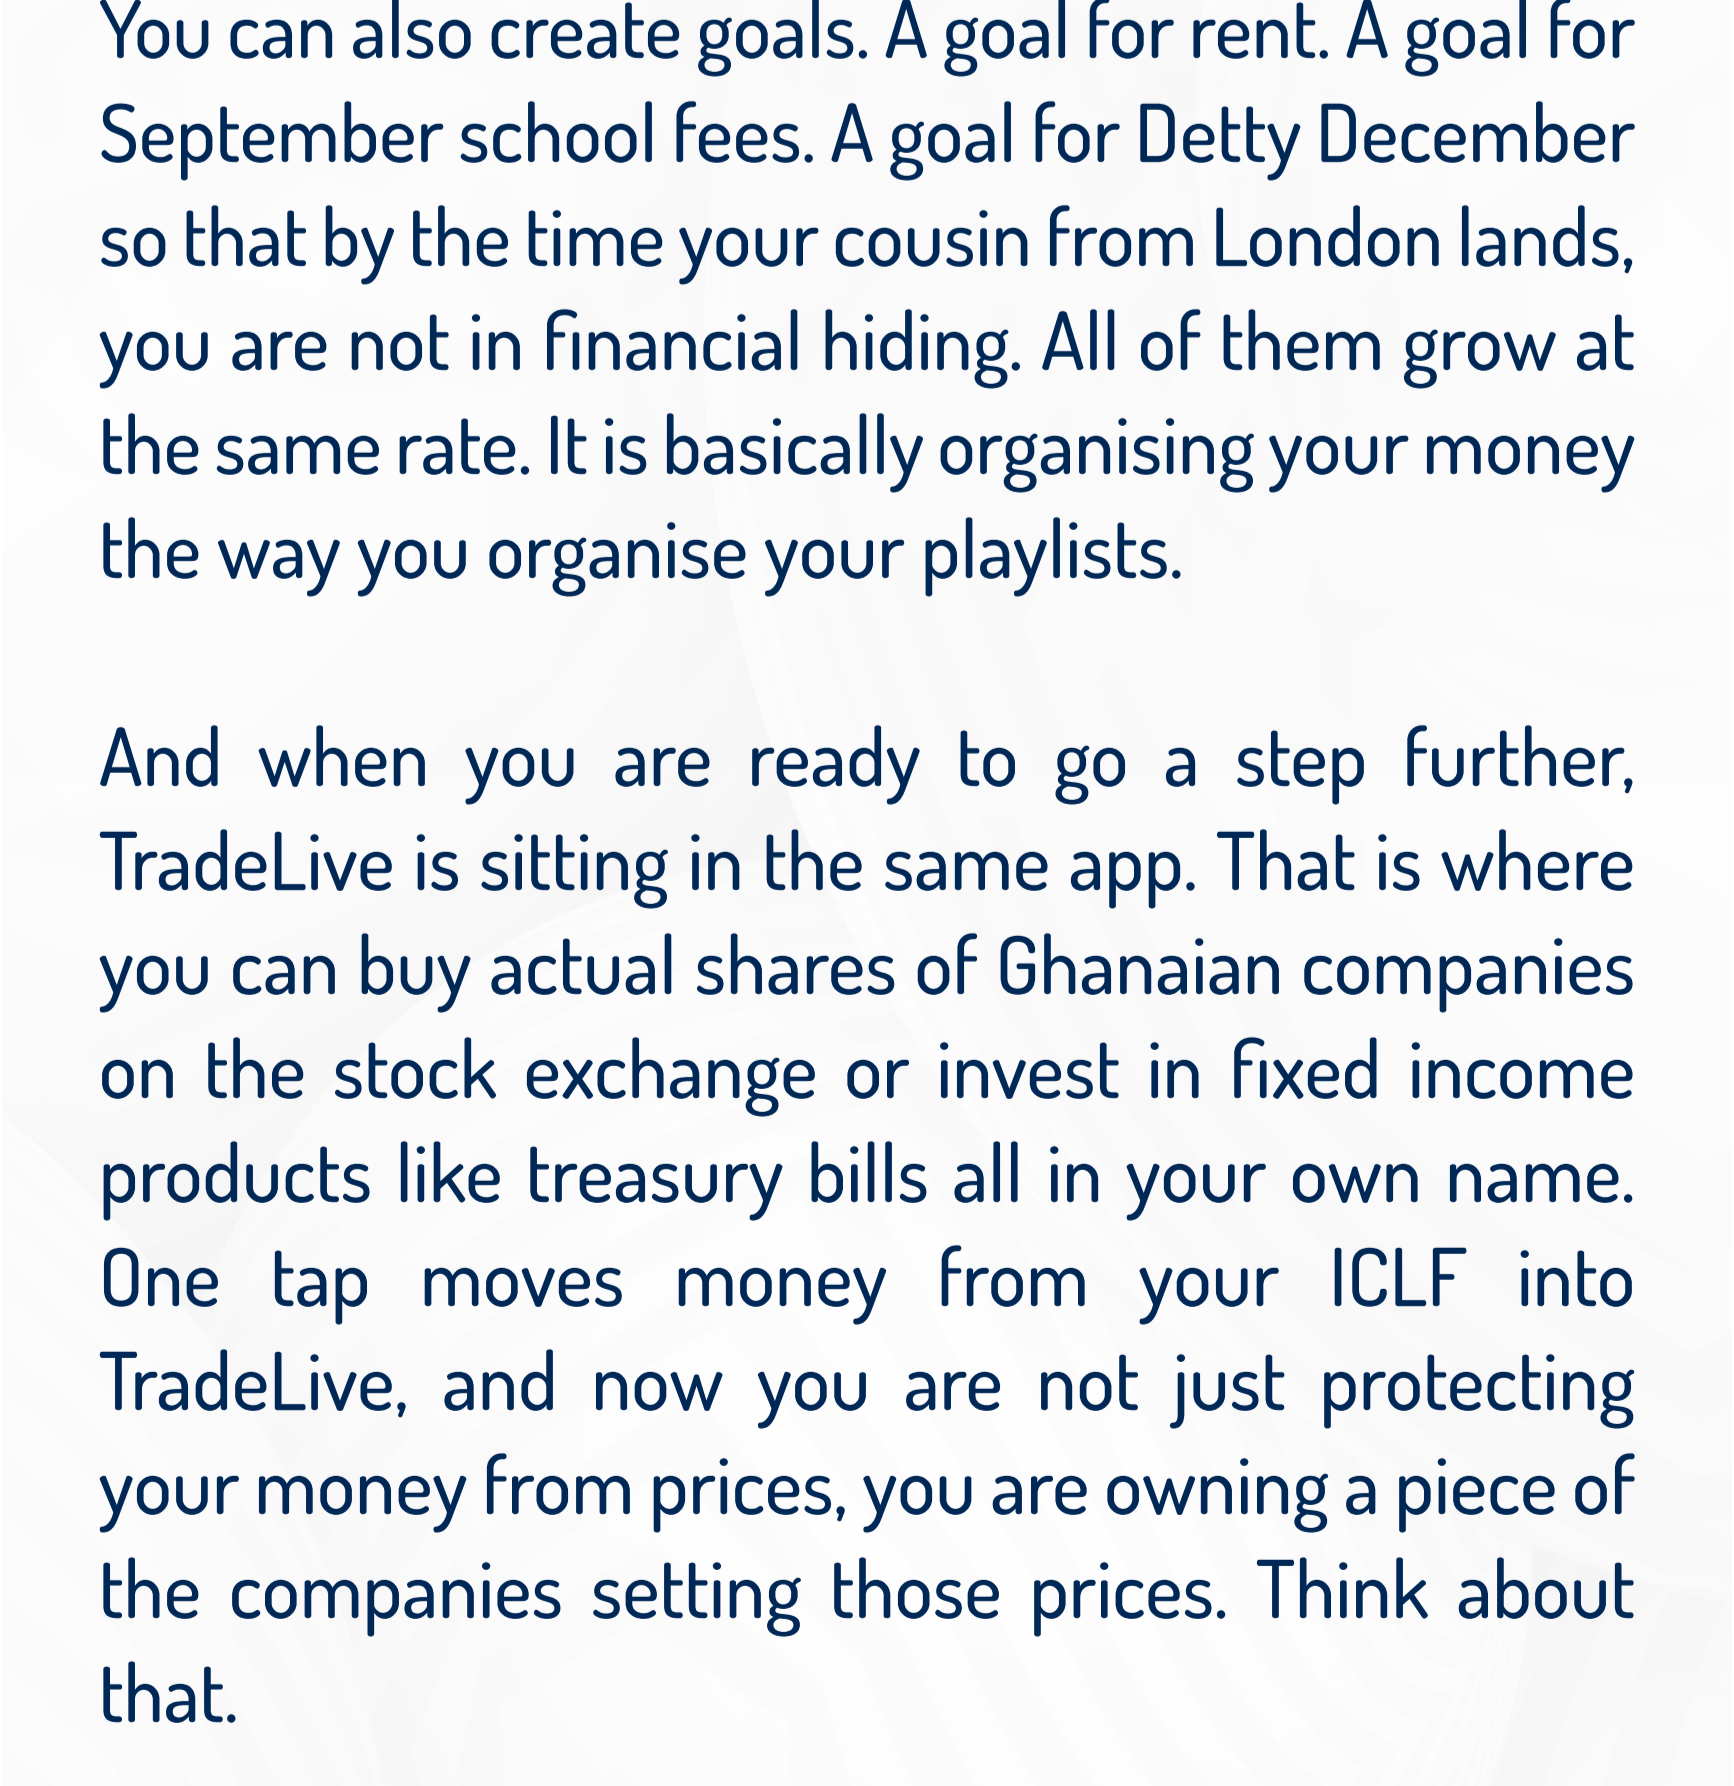 You can also create goals. A goal for rent. A goal for
September school fees. A goal for Detty December
so that by the time your cousin from London lands,
you are not in financial hiding. All of them grow at
the same rate. It is basically organising your money
the way you organise your playlists.
And when you are ready to go a step further,
TradeLive is sitting in the same app. That is where
you can buy actual shares of Ghanaian companies
on the stock exchange or invest in fixed income
products like treasury bills all in your own name.
One tap moves money from your ICLF into
TradeLive, and now you are not just protecting
your money from prices, you are owning a piece of
the companies setting those prices. Think about
that.